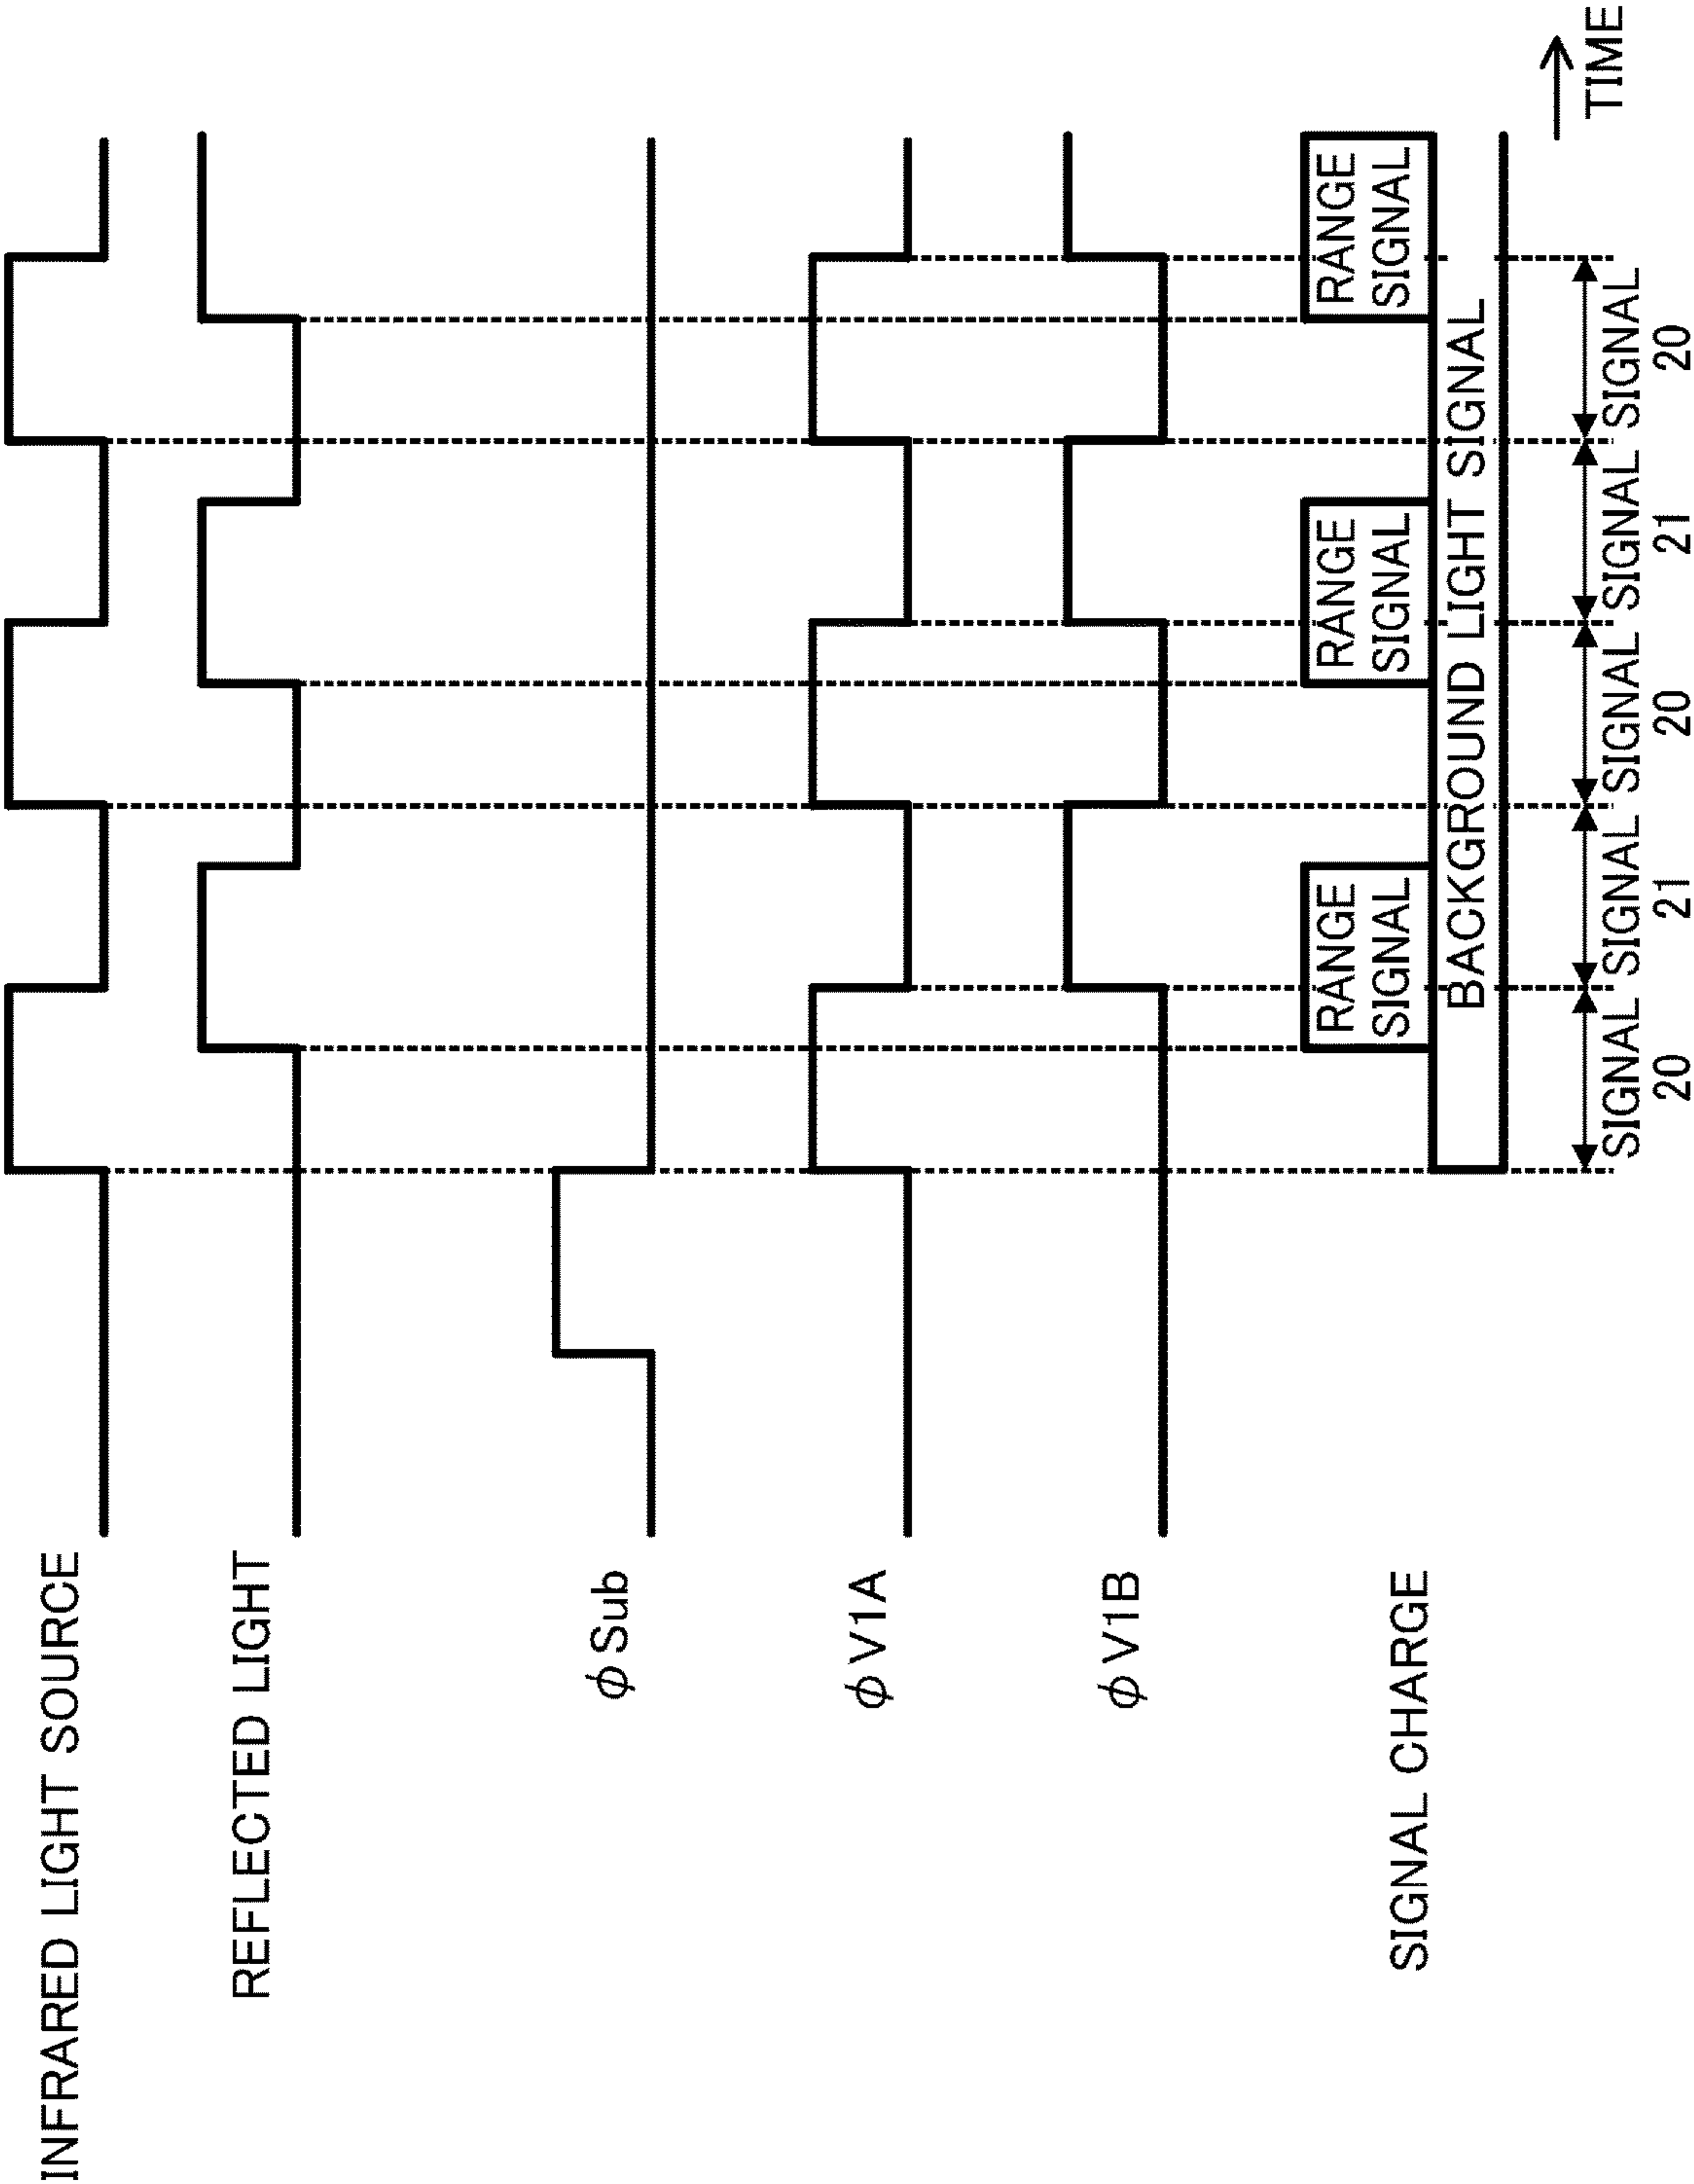 INFRARED LIGHT SOURCE
REFLECTED LIGHT
φSub
φV1A
φV1B
SIGNAL CHARGE
RANGE
SIGNAL
RANGE
SIGNAL
RANGE
SIGNAL
BACKGROUND LIGHT SIGNAL
SIGNAL SIGNAL SIGNAL SIGNAL SIGNAL
20 21 20 21 20
TIME